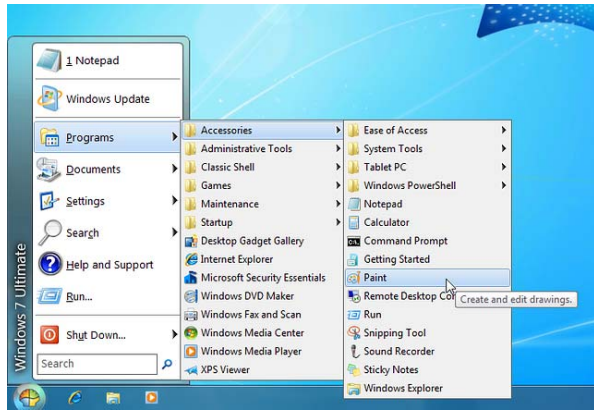 1 Notepad
Windows Update
Programs
Documents
Settings
Search
Help and Support
Run...
Shut Down...
Search
Windows 7 Ultimate
Accessories
Administrative Tools
Classic Shell
Games
Maintenance
Startup
Desktop Gadget Gallery
Internet Explorer
Microsoft Security Essentials
Windows DVD Maker
Windows Fax and Scan
Windows Media Center
Windows Media Player
XPS Viewer
Ease of Access
System Tools
Tablet PC
Windows PowerShell
Notepad
Calculator
Command Prompt
Getting Started
Paint
Remote Desktop Co
Create and edit drawings.
Run
Snipping Tool
Sound Recorder
Sticky Notes
Windows Explorer